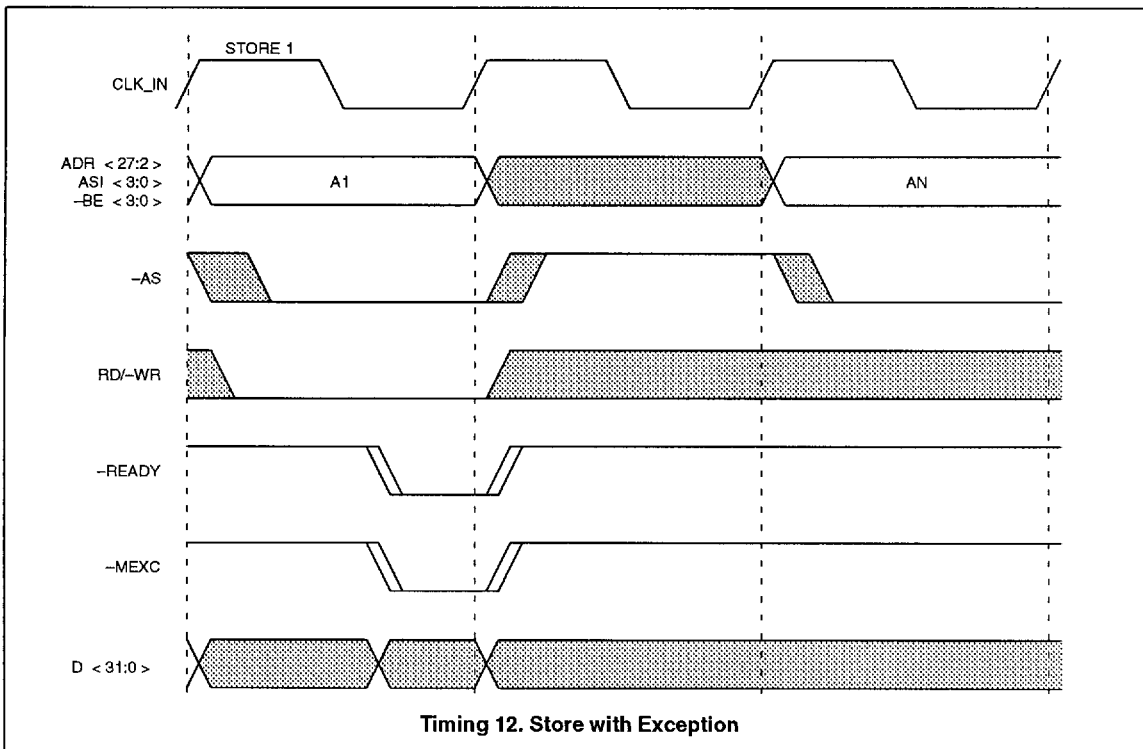 STORE 1
CLK_IN
ADR < 27:2 >
ASI < 3:0 >
–BE < 3:0 >
A1
AN
–AS
RD/–WR
–READY
–MEXC
D < 31:0 >
Timing 12. Store with Exception